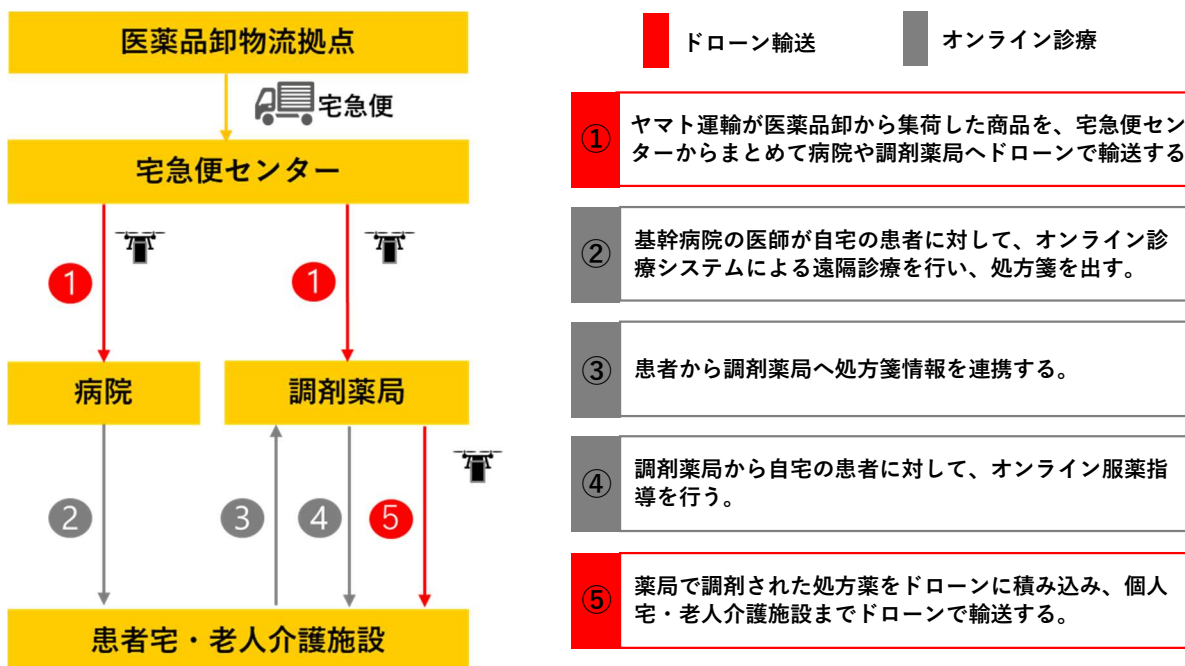 医薬品卸物流拠点
宅急便
宅急便センター
1
1
病院
調剤薬局
2
3
4
5
患者宅・老人介護施設
ドローン輸送
オンライン診療
①
ヤマト運輸が医薬品卸から集荷した商品を、宅急便セン
ターからまとめて病院や調剤薬局へドローンで輸送する
②
基幹病院の医師が自宅の患者に対して、オンライン診
療システムによる遠隔診療を行い、処方箋を出す。
③
患者から調剤薬局へ処方箋情報を連携する。
④
調剤薬局から自宅の患者に対して、オンライン服薬指
導を行う。
⑤
薬局で調剤された処方薬をドローンに積み込み、個人
宅・老人介護施設までドローンで輸送する。